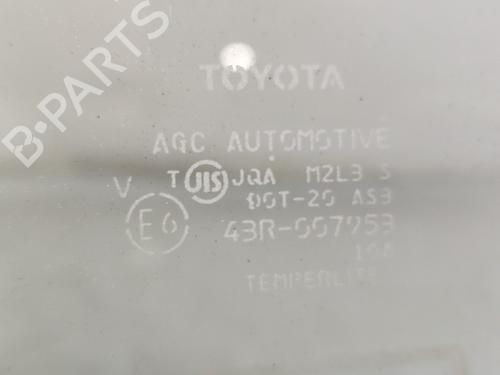 TOYOTA
AGC AUTOMOTIVE
V T JIS JQA M2L3 S
DOT-20 AS3
E6 43R-007953
TEMPERLITE
B-PARTS